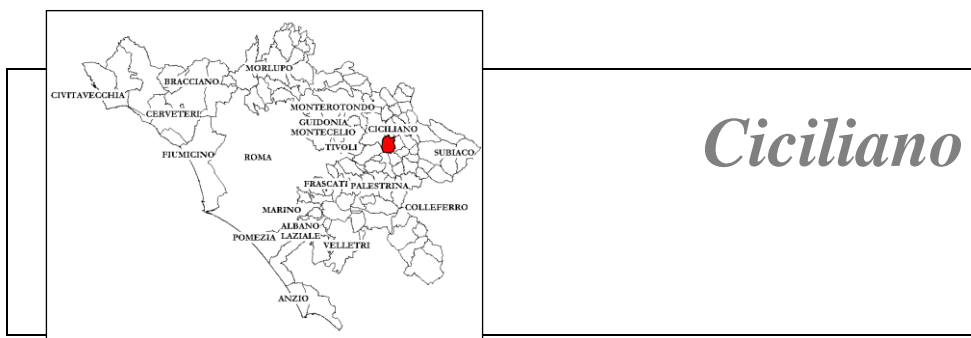 MORLUPO
BRACCIANO
CIVITAVECCHIA
MONTEROTONDO
CERVETERI
GUIDONIA
MONTECELIO
CICILIANO
TIVOLI
SUBIACO
FIUMICINO
ROMA
FRASCATI
PALESTRINA
COLLEFERRO
MARINO
ALBANO
LAZIALE
POMEZIA
VELLETRI
ANZIO
Ciciliano